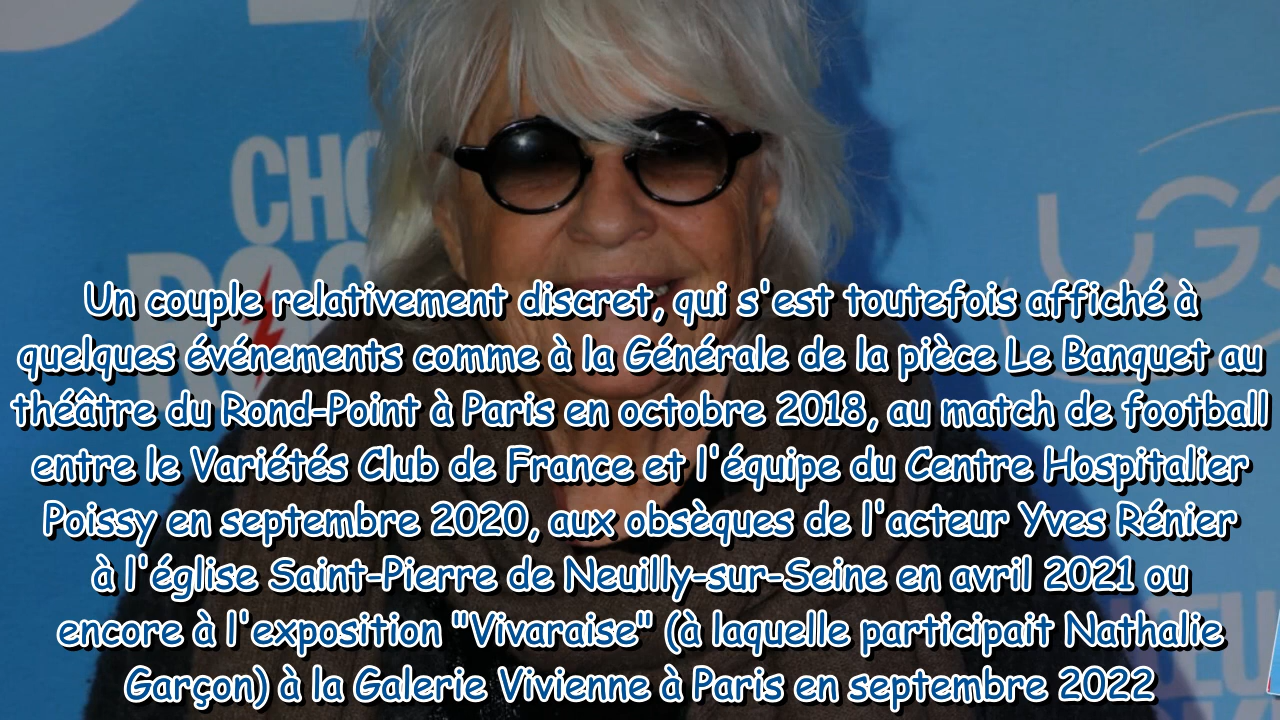 CHO
UGC
Un couple relativement discret, qui s'est toutefois affiché à
quelques événements comme à la Générale de la pièce Le Banquet au
théâtre du Rond-Point à Paris en octobre 2018, au match de football
entre le Variétés Club de France et l'équipe du Centre Hospitalier
Poissy en septembre 2020, aux obsèques de l'acteur Yves Rénier
à l'église Saint-Pierre de Neuilly-sur-Seine en avril 2021 ou
encore à l'exposition "Vivaraise" (à laquelle participait Nathalie
Garçon) à la Galerie Vivienne à Paris en septembre 2022